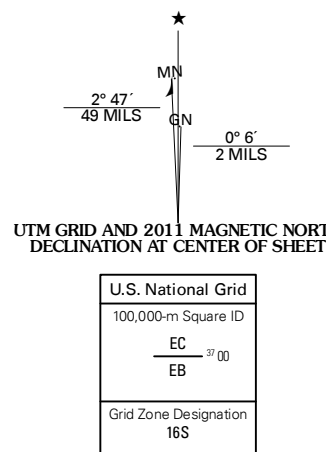 ★
MN
GN
2° 47´
49 MILS
0° 6´
2 MILS
UTM GRID AND 2011 MAGNETIC NORT
DECLINATION AT CENTER OF SHEET
U.S. National Grid
100,000-m Square ID
EC
37 00
EB
Grid Zone Designation
16S